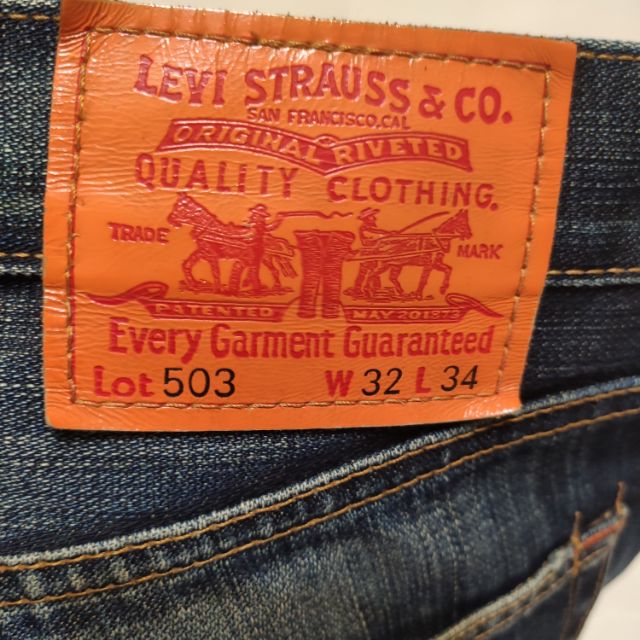 LEVI STRAUSS & CO.
SAN FRANCISCO, CAL
ORIGINAL RIVETED
QUALITY CLOTHING.
TRADE MARK
PATENTED MAY 20 1873
Every Garment Guaranteed
Lot 503 W 32 L 34